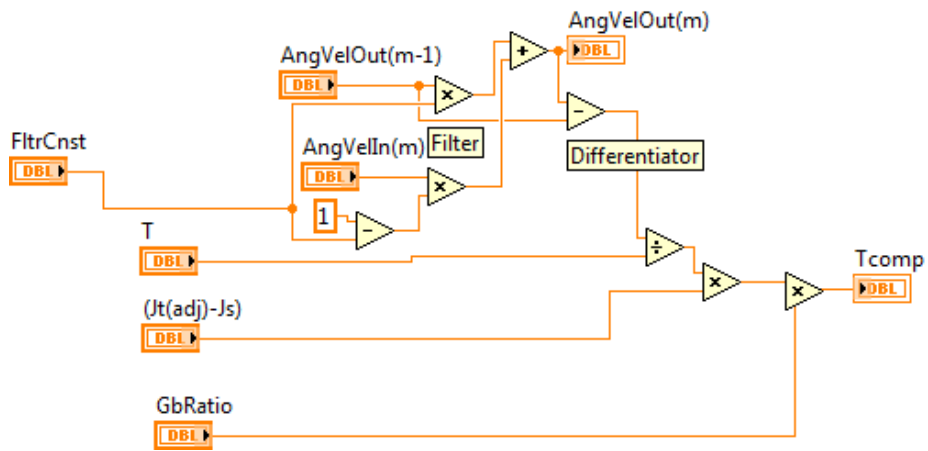 AngVelOut(m)
DBL
AngVelOut(m-1)
DBL
+
×
−
FltrCnst
DBL
AngVelIn(m)
DBL
Filter
×
Differentiator
1
−
T
DBL
÷
×
×
Tcomp
DBL
(Jt(adj)-Js)
DBL
GbRatio
DBL